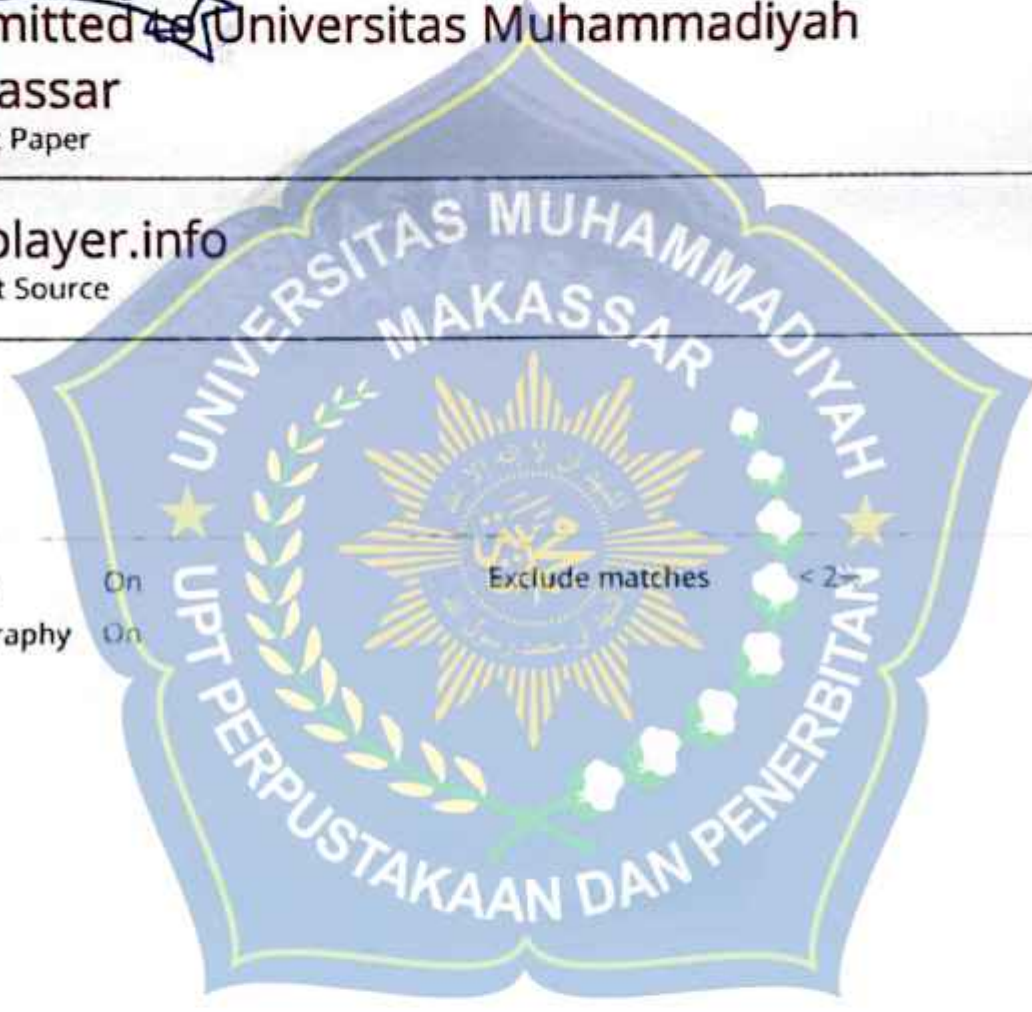 mitted to Universitas Muhammadiyah
assar
t Paper
player.info
t Source
UNIVERSITAS MUHAMMADIYAH
MAKASSAR
On
Exclude matches
< 2%
raphy
On
UPT PERPUSTAKAAN DAN PENERBITAN